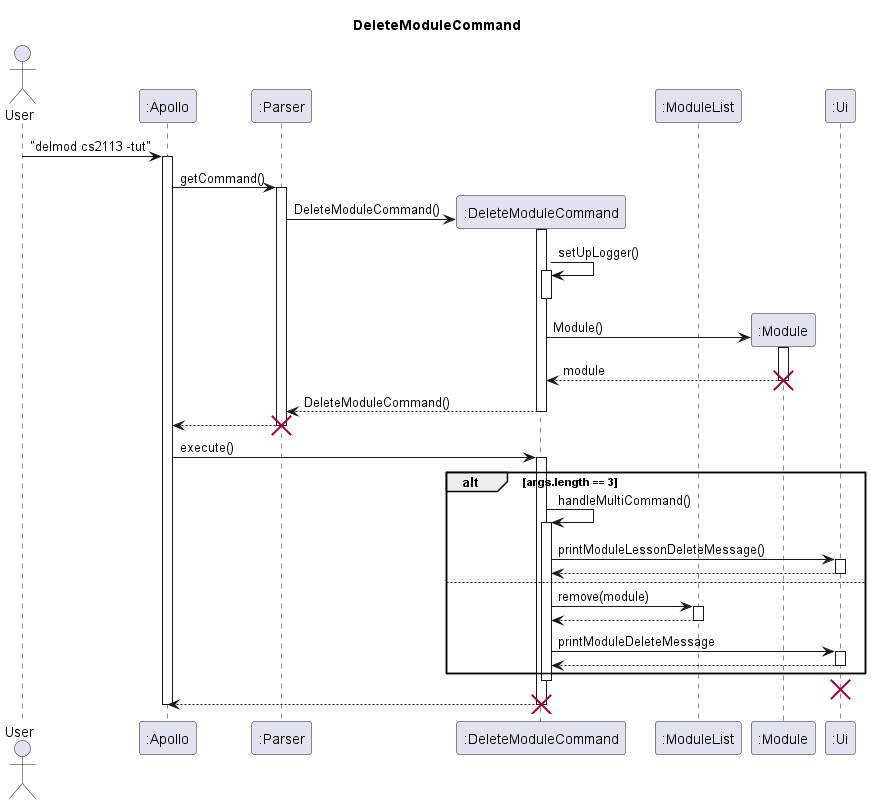 DeleteModuleCommand
User
:Apollo
:Parser
:ModuleList
:Ui
"delmod cs2113 -tut"
getCommand()
DeleteModuleCommand()
:DeleteModuleCommand
setUpLogger()
Module()
:Module
module
DeleteModuleCommand()
execute()
alt
[args.length == 3]
handleMultiCommand()
printModuleLessonDeleteMessage()
remove(module)
printModuleDeleteMessage
User
:Apollo
:Parser
:DeleteModuleCommand
:ModuleList
:Module
:Ui